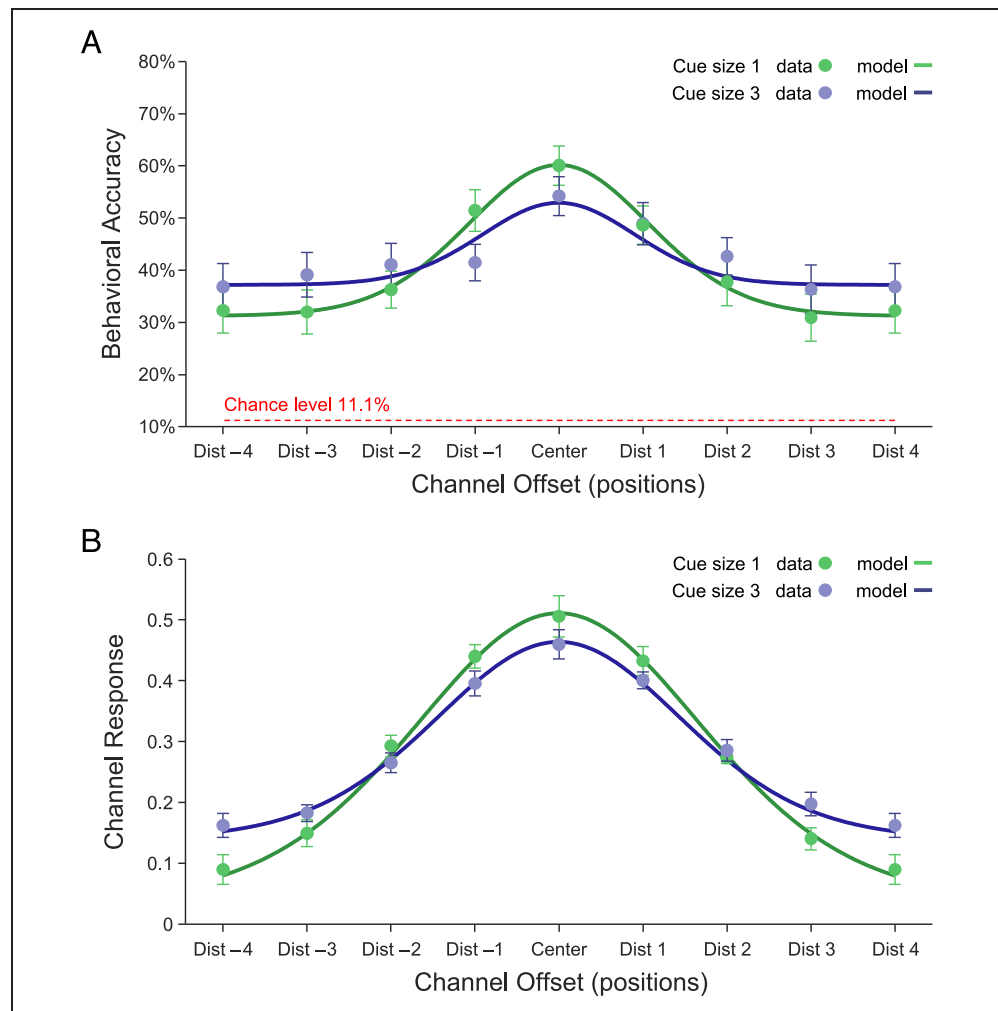 A
80%
70%
60%
50%
40%
30%
20%
10%
Behavioral Accuracy
Cue size 1 data model
Cue size 3 data model
Chance level 11.1%
Dist –4 Dist –3 Dist –2 Dist –1 Center Dist 1 Dist 2 Dist 3 Dist 4
Channel Offset (positions)
B
0.6
0.5
0.4
0.3
0.2
0.1
0
Channel Response
Cue size 1 data model
Cue size 3 data model
Dist –4 Dist –3 Dist –2 Dist –1 Center Dist 1 Dist 2 Dist 3 Dist 4
Channel Offset (positions)